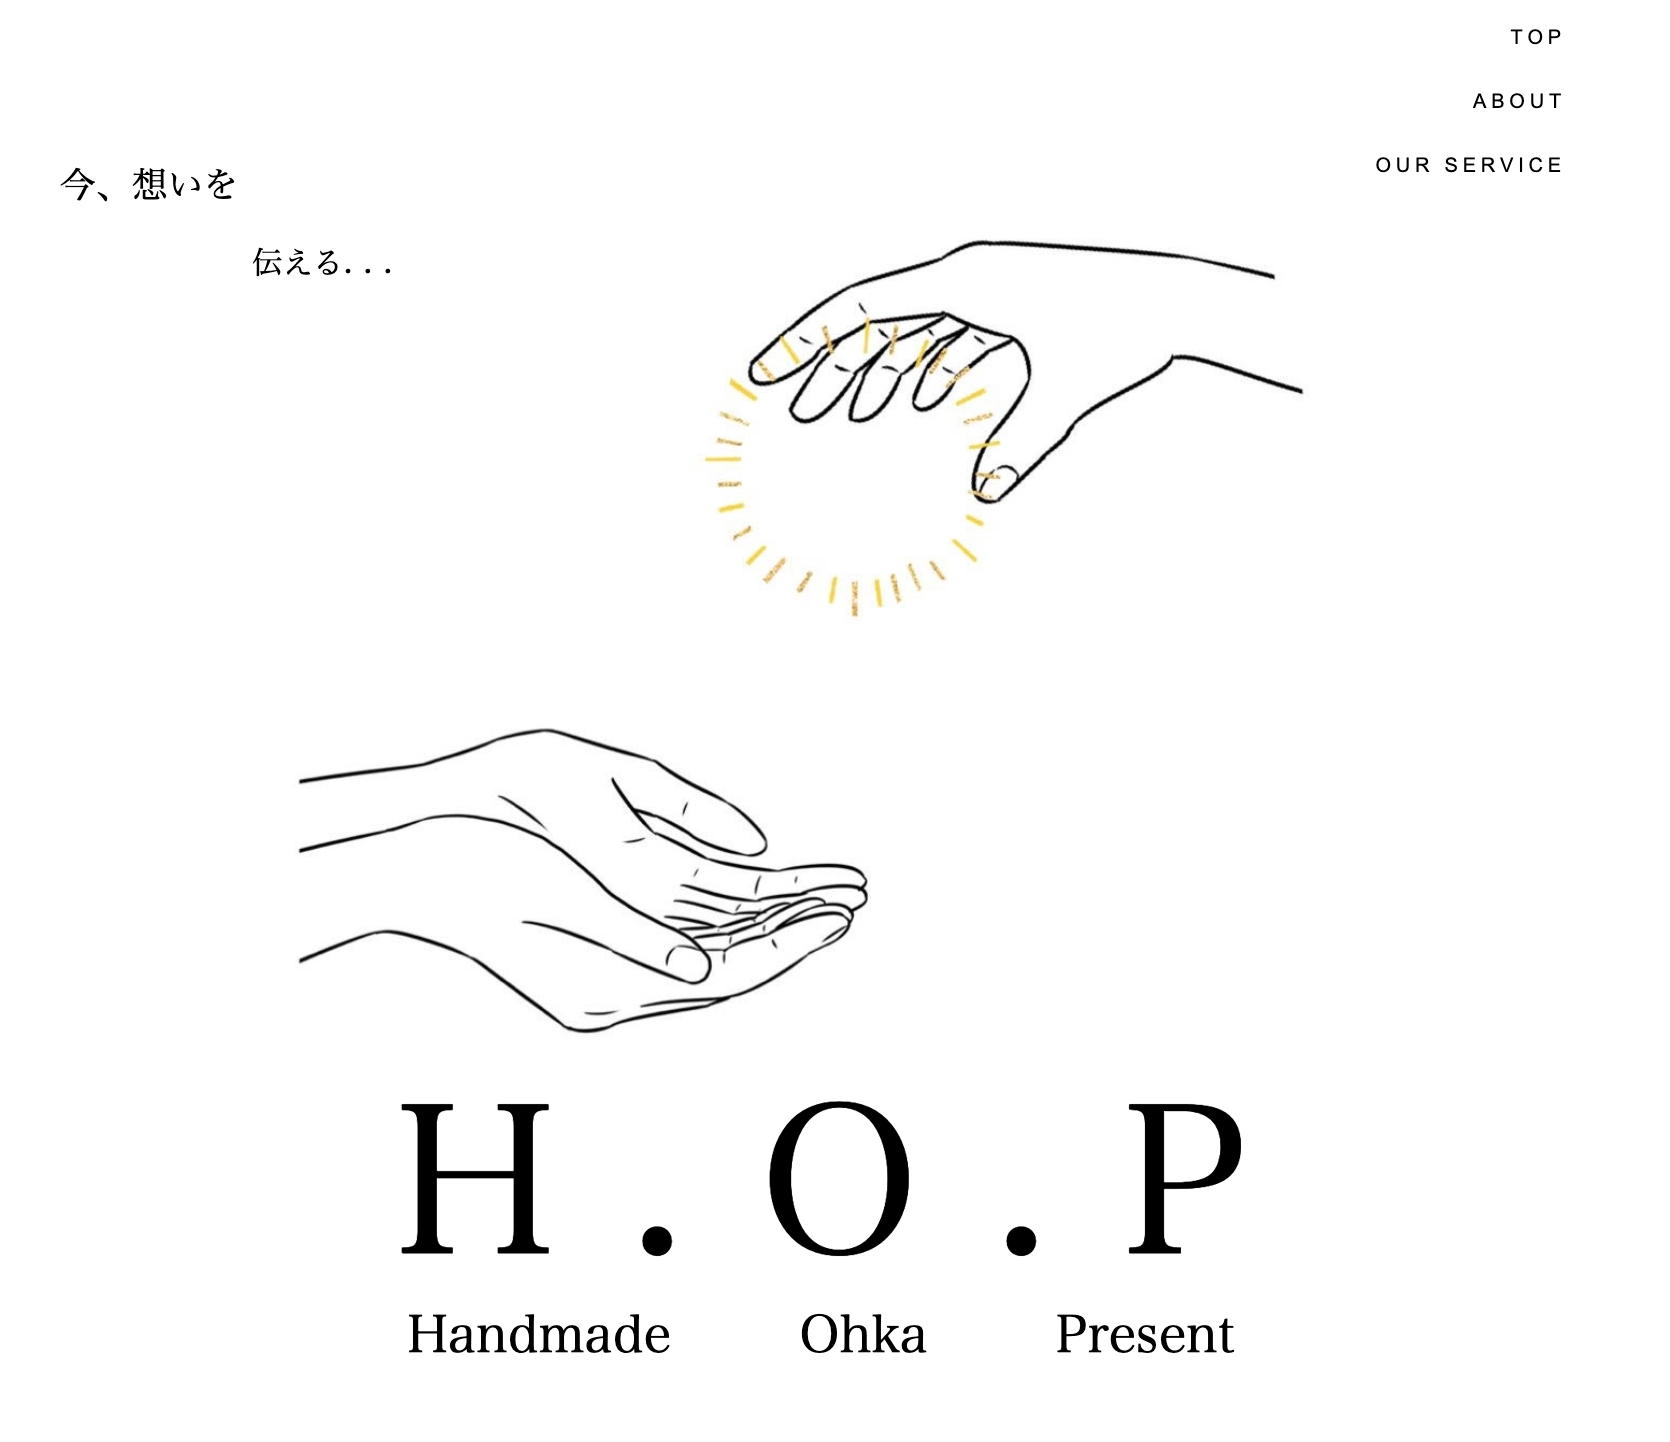 TOP
ABOUT
OUR SERVICE
今、想いを
伝える...
H.O.P
Handmade Ohka Present